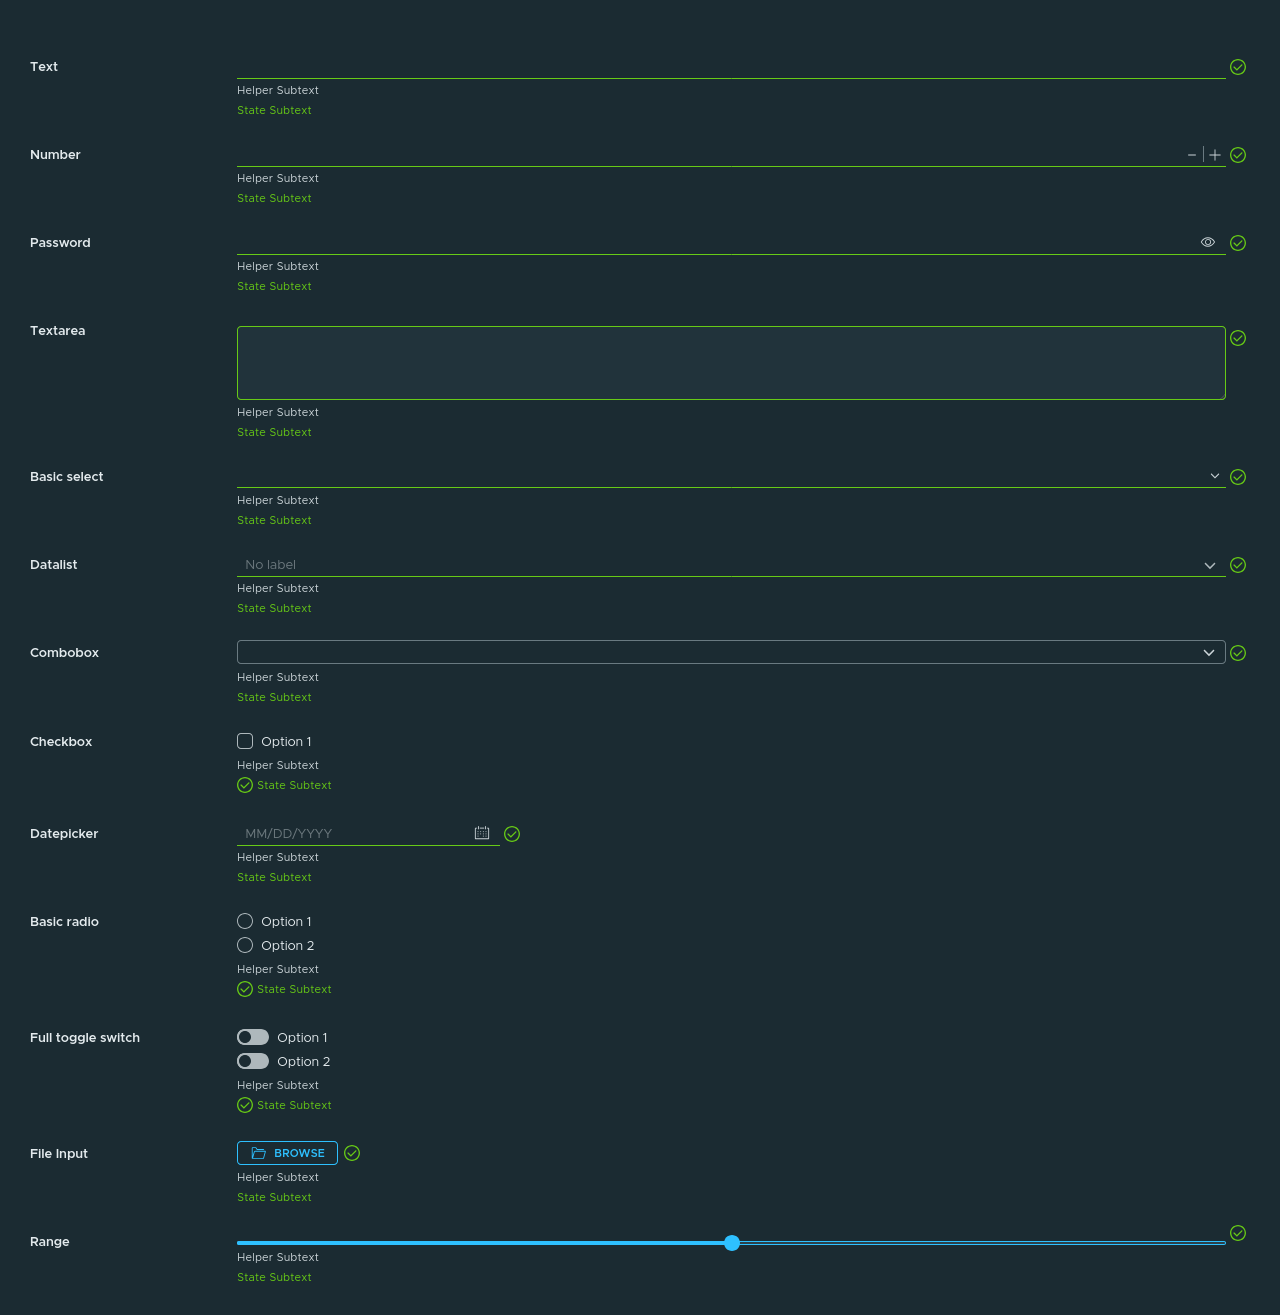 Text
Helper Subtext
State Subtext
Number
Helper Subtext
State Subtext
Password
Helper Subtext
State Subtext
Textarea
Helper Subtext
State Subtext
Basic select
Helper Subtext
State Subtext
Datalist
No label
Helper Subtext
State Subtext
Combobox
Helper Subtext
State Subtext
Checkbox
Option 1
Helper Subtext
State Subtext
Datepicker
MM/DD/YYYY
Helper Subtext
State Subtext
Basic radio
Option 1
Option 2
Helper Subtext
State Subtext
Full toggle switch
Option 1
Option 2
Helper Subtext
State Subtext
File Input
BROWSE
Helper Subtext
State Subtext
Range
Helper Subtext
State Subtext